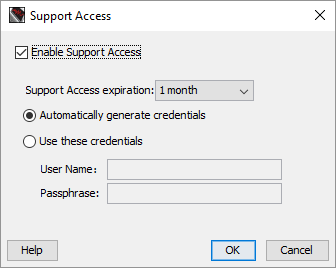 Support Access
Enable Support Access
Support Access expiration: 1 month
Automatically generate credentials
Use these credentials
User Name:
Passphrase:
Help OK Cancel